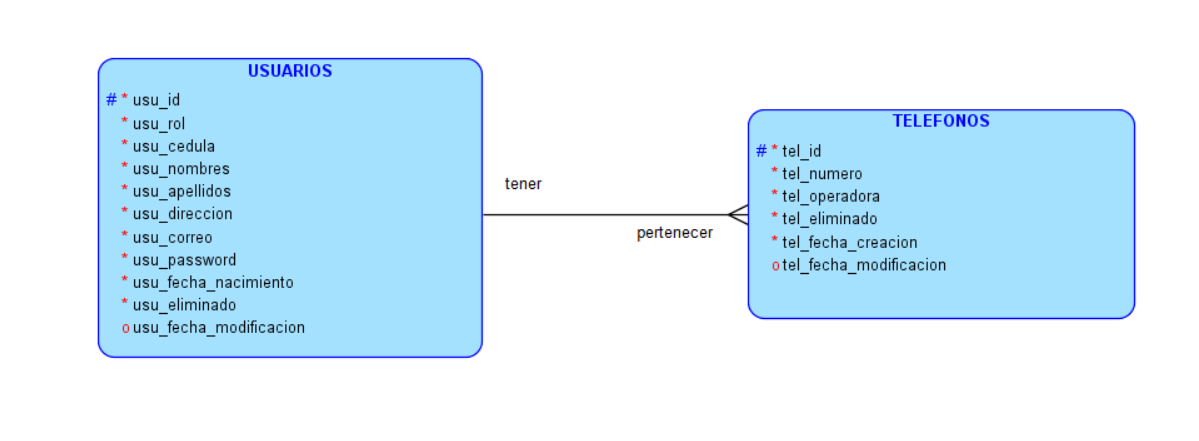 USUARIOS
# * usu_id
* usu_rol
* usu_cedula
* usu_nombres
* usu_apellidos
* usu_direccion
* usu_correo
* usu_password
* usu_fecha_nacimiento
* usu_eliminado
o usu_fecha_modificacion
tener
pertenecer
TELEFONOS
# * tel_id
* tel_numero
* tel_operadora
* tel_eliminado
* tel_fecha_creacion
o tel_fecha_modificacion